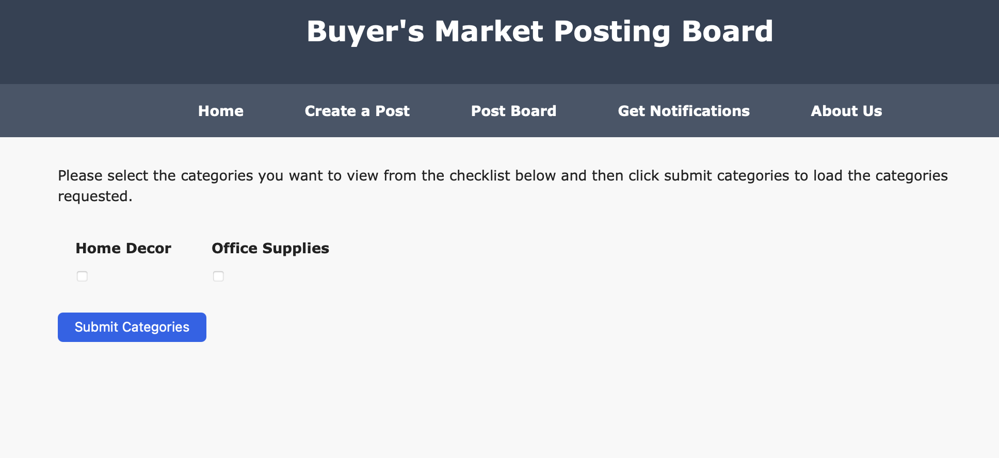 Buyer's Market Posting Board
Home Create a Post Post Board Get Notifications About Us
Please select the categories you want to view from the checklist below and then click submit categories to load the categories
requested.
Home Decor Office Supplies
Submit Categories